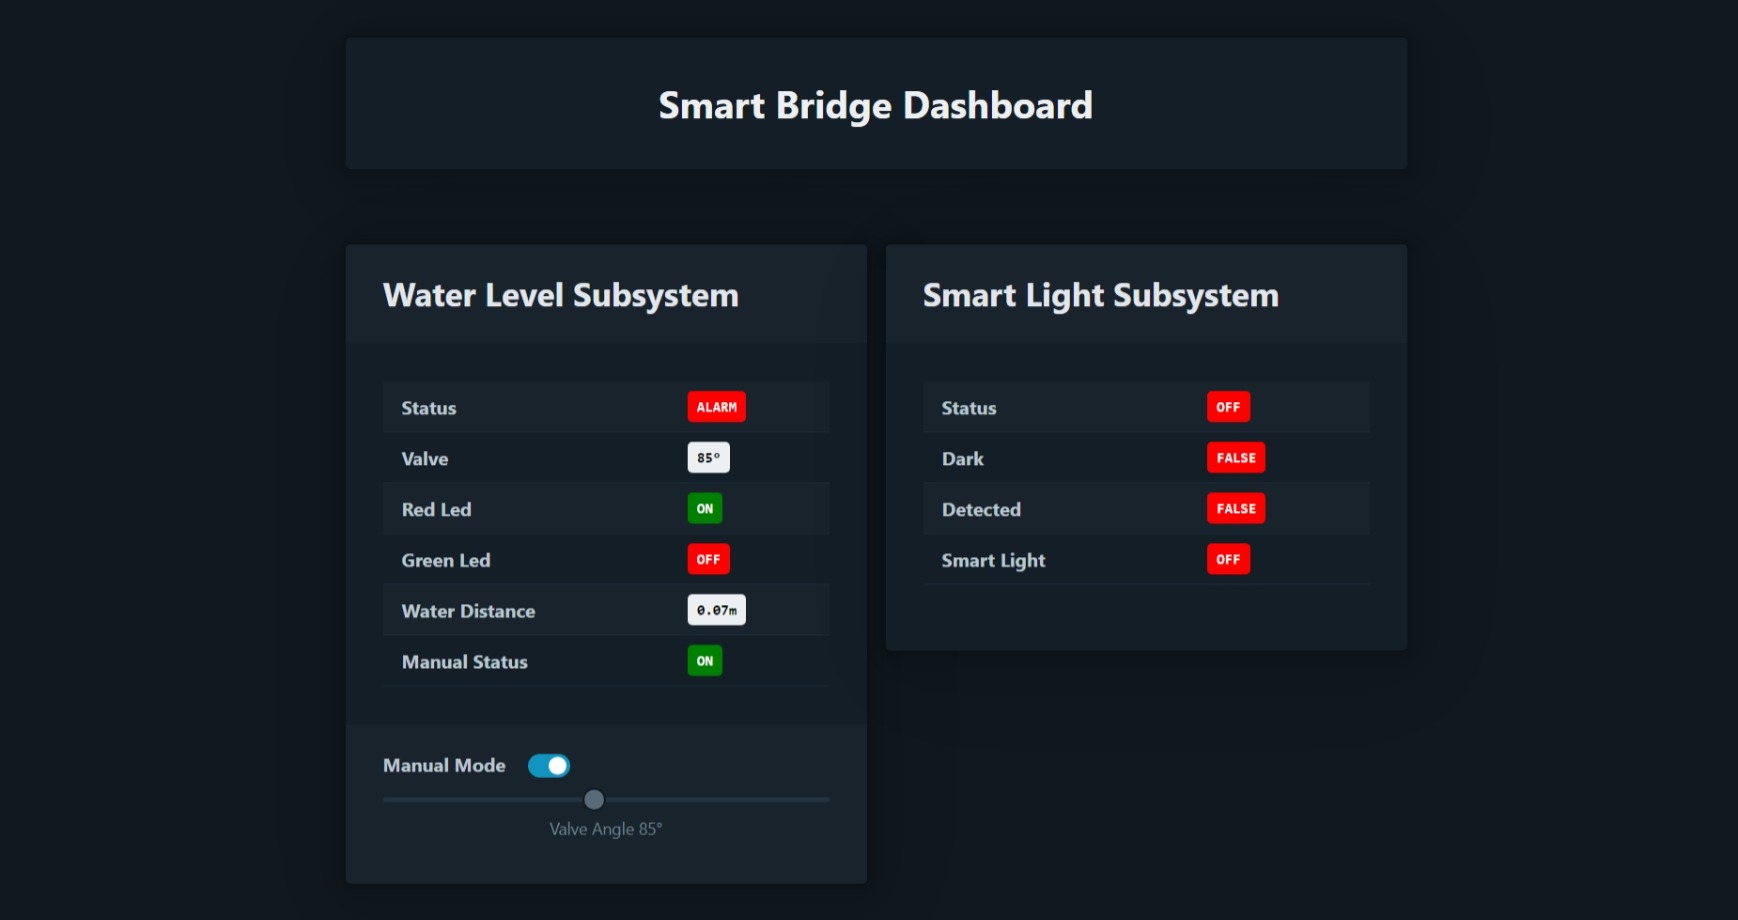 Smart Bridge Dashboard
Water Level Subsystem
Status ALARM
Valve 85°
Red Led ON
Green Led OFF
Water Distance 0.07m
Manual Status ON
Manual Mode
Valve Angle 85°
Smart Light Subsystem
Status OFF
Dark FALSE
Detected FALSE
Smart Light OFF